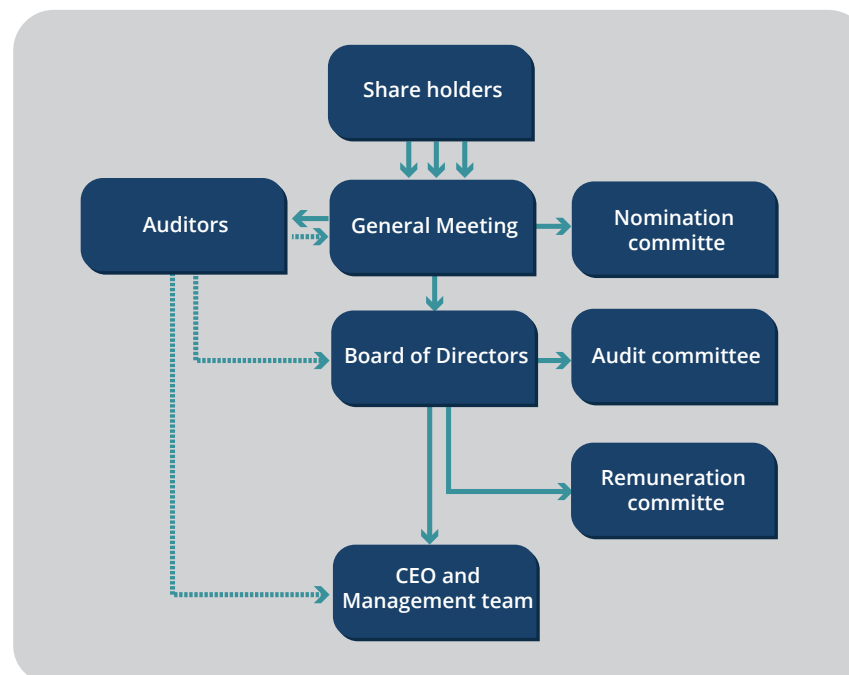 Share holders
Auditors
General Meeting
Nomination
committe
Board of Directors
Audit committee
Remuneration
committe
CEO and
Management team